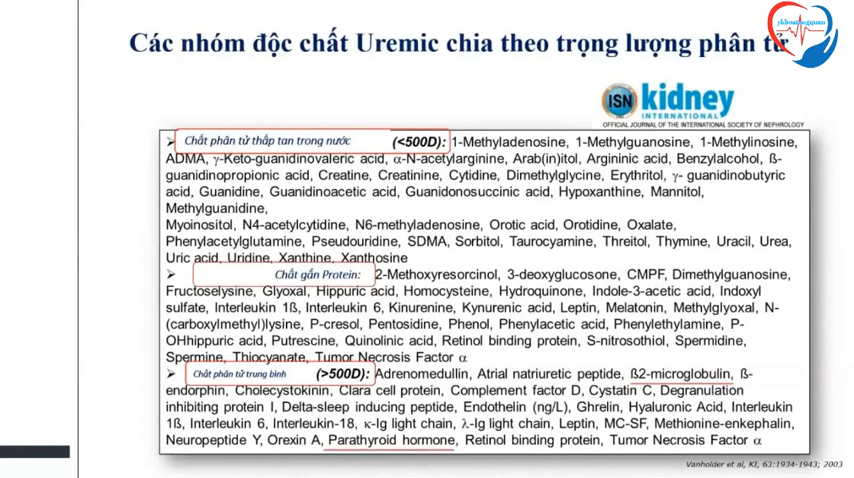 ykhoatongquan
Các nhóm độc chất Uremic chia theo trọng lượng phân tử
ISN kidney
INTERNATIONAL
OFFICIAL JOURNAL OF THE INTERNATIONAL SOCIETY OF NEPHROLOGY
➢ Chất phân tử thấp tan trong nước (<500D): 1-Methyladenosine, 1-Methylguanosine, 1-Methylinosine,
ADMA, γ-Keto-guanidinovaleric acid, α-N-acetylarginine, Arab(in)itol, Argininic acid, Benzylalcohol, ß-
guanidinopropionic acid, Creatine, Creatinine, Cytidine, Dimethylglycine, Erythritol, γ- guanidinobutyric
acid, Guanidine, Guanidinoacetic acid, Guanidonosuccinic acid, Hypoxanthine, Mannitol,
Methylguanidine,
Myoinositol, N4-acetylcytidine, N6-methyladenosine, Orotic acid, Orotidine, Oxalate,
Phenylacetylglutamine, Pseudouridine, SDMA, Sorbitol, Taurocyamine, Threitol, Thymine, Uracil, Urea,
Uric acid, Uridine, Xanthine, Xanthosine
➢ Chất gắn Protein: 2-Methoxyresorcinol, 3-deoxyglucosone, CMPF, Dimethylguanosine,
Fructoselysine, Glyoxal, Hippuric acid, Homocysteine, Hydroquinone, Indole-3-acetic acid, Indoxyl
sulfate, Interleukin 1ß, Interleukin 6, Kinurenine, Kynurenic acid, Leptin, Melatonin, Methylglyoxal, N-
(carboxylmethyl)lysine, P-cresol, Pentosidine, Phenol, Phenylacetic acid, Phenylethylamine, P-
OHhippuric acid, Putrescine, Quinolinic acid, Retinol binding protein, S-nitrosothiol, Spermidine,
Spermine, Thiocyanate, Tumor Necrosis Factor α
➢ Chất phân tử trung bình (>500D): Adrenomedullin, Atrial natriuretic peptide, ß2-microglobulin, ß-
endorphin, Cholecystokinin, Clara cell protein, Complement factor D, Cystatin C, Degranulation
inhibiting protein I, Delta-sleep inducing peptide, Endothelin (ng/L), Ghrelin, Hyaluronic Acid, Interleukin
1ß, Interleukin 6, Interleukin-18, κ-Ig light chain, λ-Ig light chain, Leptin, MC-SF, Methionine-enkephalin,
Neuropeptide Y, Orexin A, Parathyroid hormone, Retinol binding protein, Tumor Necrosis Factor α
Vanholder et al, KI, 63:1934-1943; 2003